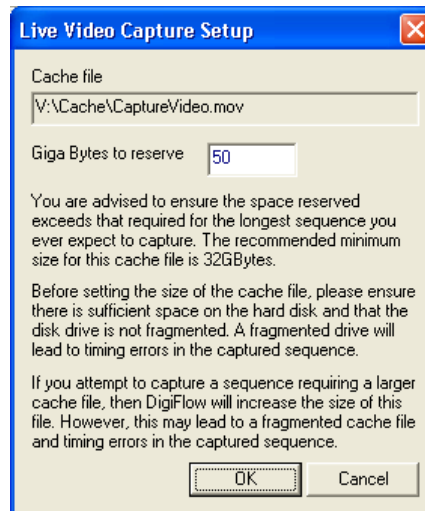 Live Video Capture Setup
Cache file
V:\Cache\CaptureVideo.mov
Giga Bytes to reserve
50
You are advised to ensure the space reserved
exceeds that required for the longest sequence you
ever expect to capture. The recommended minimum
size for this cache file is 32GBytes.
Before setting the size of the cache file, please ensure
there is sufficient space on the hard disk and that the
disk drive is not fragmented. A fragmented drive will
lead to timing errors in the captured sequence.
If you attempt to capture a sequence requiring a larger
cache file, then DigiFlow will increase the size of this
file. However, this may lead to a fragmented cache file
and timing errors in the captured sequence.
OK
Cancel